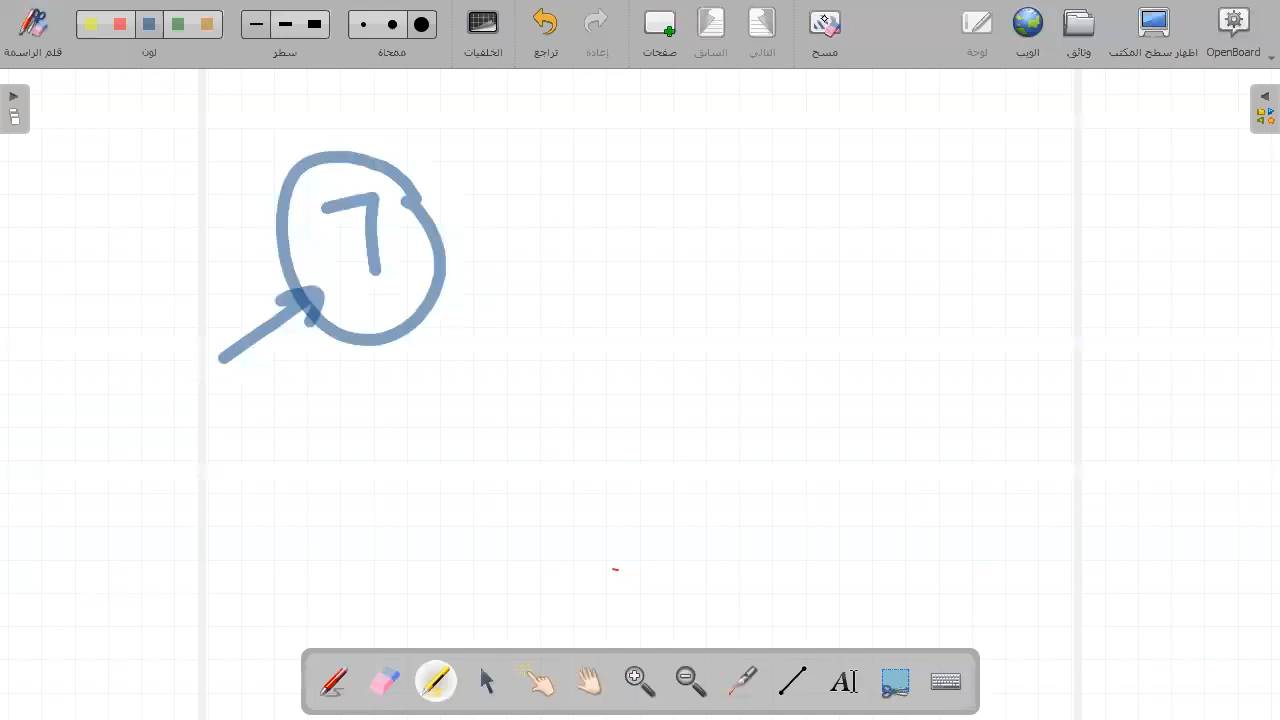 قلم الراسمة لون سطر ممحاة الخلفيات تراجع إعادة صفحات السابق التالي مسح لوحة الويب وثائق اظهار سطح المكتب OpenBoard
7
A